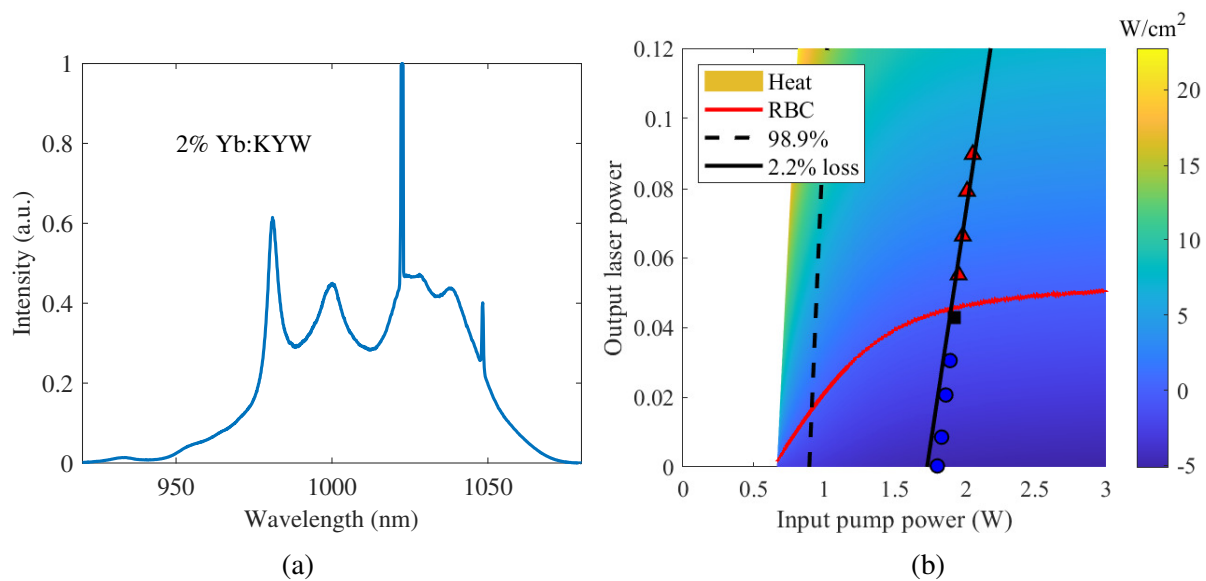 2% Yb:KYW
Intensity (a.u.)
1
0.8
0.6
0.4
0.2
0
950
1000
1050
Wavelength (nm)
(a)
W/cm²
Heat
RBC
98.9%
2.2% loss
Output laser power
0.12
0.1
0.08
0.06
0.04
0.02
0
0
0.5
1
1.5
2
2.5
3
Input pump power (W)
20
15
10
5
0
-5
(b)